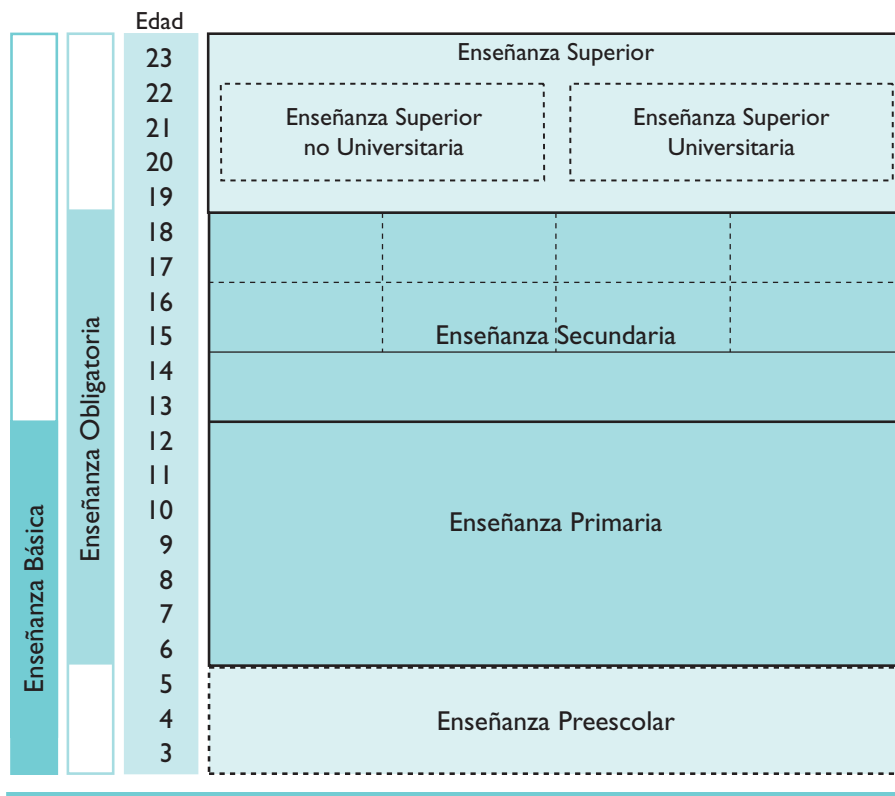 Edad
23
22
21
20
19
18
17
16
15
14
13
12
11
10
9
8
7
6
5
4
3
Enseñanza Básica
Enseñanza Obligatoria
Enseñanza Superior
Enseñanza Superior
no Universitaria
Enseñanza Superior
Universitaria
Enseñanza Secundaria
Enseñanza Primaria
Enseñanza Preescolar